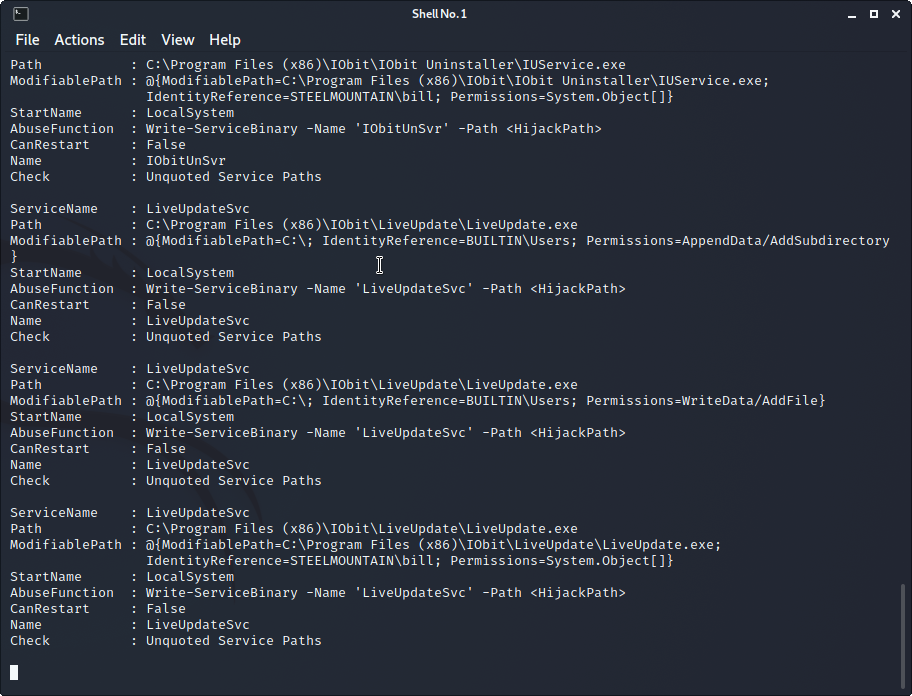 Shell No. 1
File Actions Edit View Help
Path               : C:\Program Files (x86)\IObit\IObit Uninstaller\IUService.exe
ModifiablePath : @{ModifiablePath=C:\Program Files (x86)\IObit\IObit Uninstaller\IUService.exe;
                 IdentityReference=STEELMOUNTAIN\bill; Permissions=System.Object[]}
StartName      : LocalSystem
AbuseFunction  : Write-ServiceBinary -Name 'IObitUnSvr' -Path <HijackPath>
CanRestart     : False
Name           : IObitUnSvr
Check          : Unquoted Service Paths

ServiceName    : LiveUpdateSvc
Path           : C:\Program Files (x86)\IObit\LiveUpdate\LiveUpdate.exe
ModifiablePath : @{ModifiablePath=C:\; IdentityReference=BUILTIN\Users; Permissions=AppendData/AddSubdirectory
}
StartName      : LocalSystem
AbuseFunction  : Write-ServiceBinary -Name 'LiveUpdateSvc' -Path <HijackPath>
CanRestart     : False
Name           : LiveUpdateSvc
Check          : Unquoted Service Paths

ServiceName    : LiveUpdateSvc
Path           : C:\Program Files (x86)\IObit\LiveUpdate\LiveUpdate.exe
ModifiablePath : @{ModifiablePath=C:\; IdentityReference=BUILTIN\Users; Permissions=WriteData/AddFile}
StartName      : LocalSystem
AbuseFunction  : Write-ServiceBinary -Name 'LiveUpdateSvc' -Path <HijackPath>
CanRestart     : False
Name           : LiveUpdateSvc
Check          : Unquoted Service Paths

ServiceName    : LiveUpdateSvc
Path           : C:\Program Files (x86)\IObit\LiveUpdate\LiveUpdate.exe
ModifiablePath : @{ModifiablePath=C:\Program Files (x86)\IObit\LiveUpdate\LiveUpdate.exe;
                 IdentityReference=STEELMOUNTAIN\bill; Permissions=System.Object[]}
StartName      : LocalSystem
AbuseFunction  : Write-ServiceBinary -Name 'LiveUpdateSvc' -Path <HijackPath>
CanRestart     : False
Name           : LiveUpdateSvc
Check          : Unquoted Service Paths